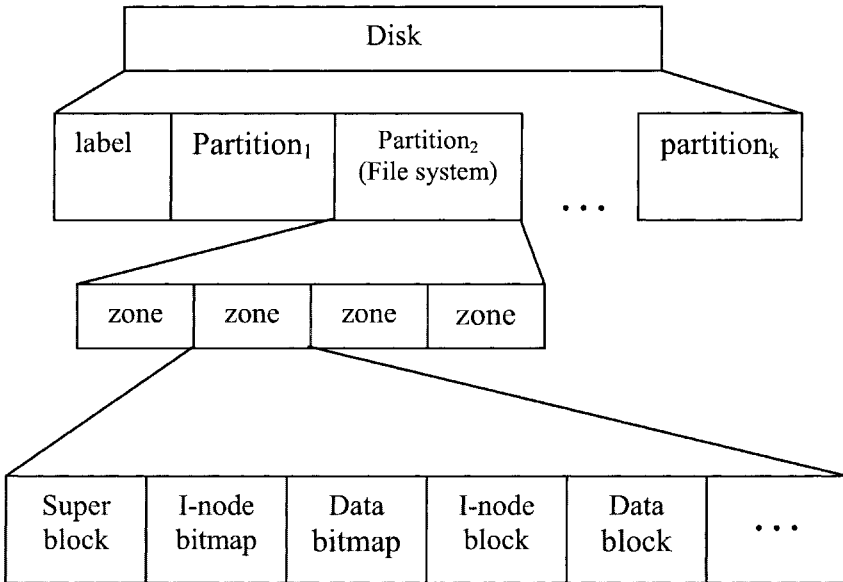 Disk
label Partition₁ Partition₂ (File system) ... partitionₖ
zone zone zone zone
Super block I-node bitmap Data bitmap I-node block Data block ...